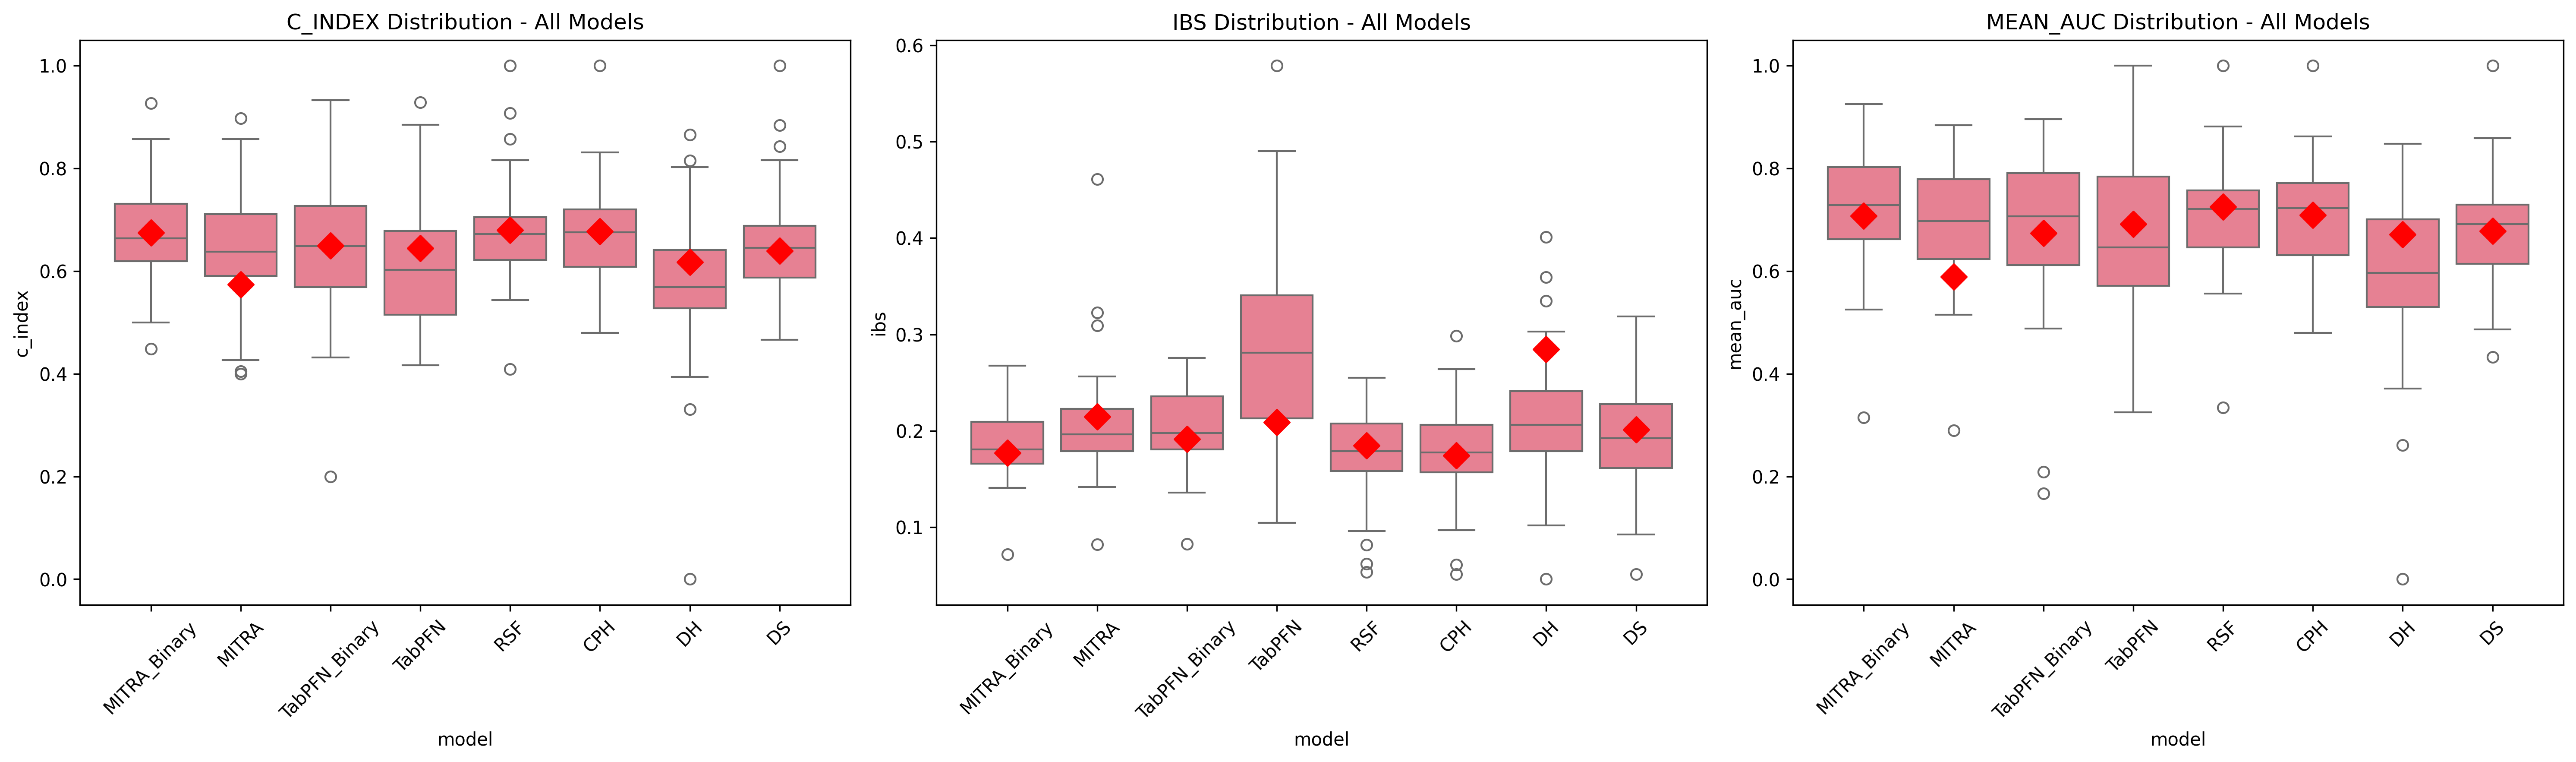 C_INDEX Distribution - All Models
c_index
1.0
0.8
0.6
0.4
0.2
0.0
MITRA_Binary
MITRA
TabPFN_Binary
TabPFN
RSF
CPH
DH
DS
model
IBS Distribution - All Models
ibs
0.6
0.5
0.4
0.3
0.2
0.1
MITRA_Binary
MITRA
TabPFN_Binary
TabPFN
RSF
CPH
DH
DS
model
MEAN_AUC Distribution - All Models
mean_auc
1.0
0.8
0.6
0.4
0.2
0.0
MITRA_Binary
MITRA
TabPFN_Binary
TabPFN
RSF
CPH
DH
DS
model